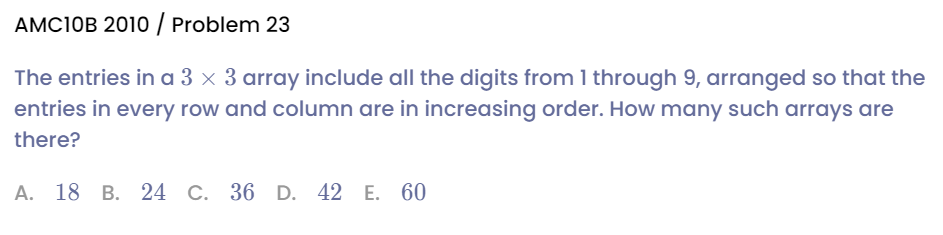 AMC10B 2010 / Problem 23
The entries in a 3 × 3 array include all the digits from 1 through 9, arranged so that the
entries in every row and column are in increasing order. How many such arrays are
there?
A. 18 B. 24 C. 36 D. 42 E. 60